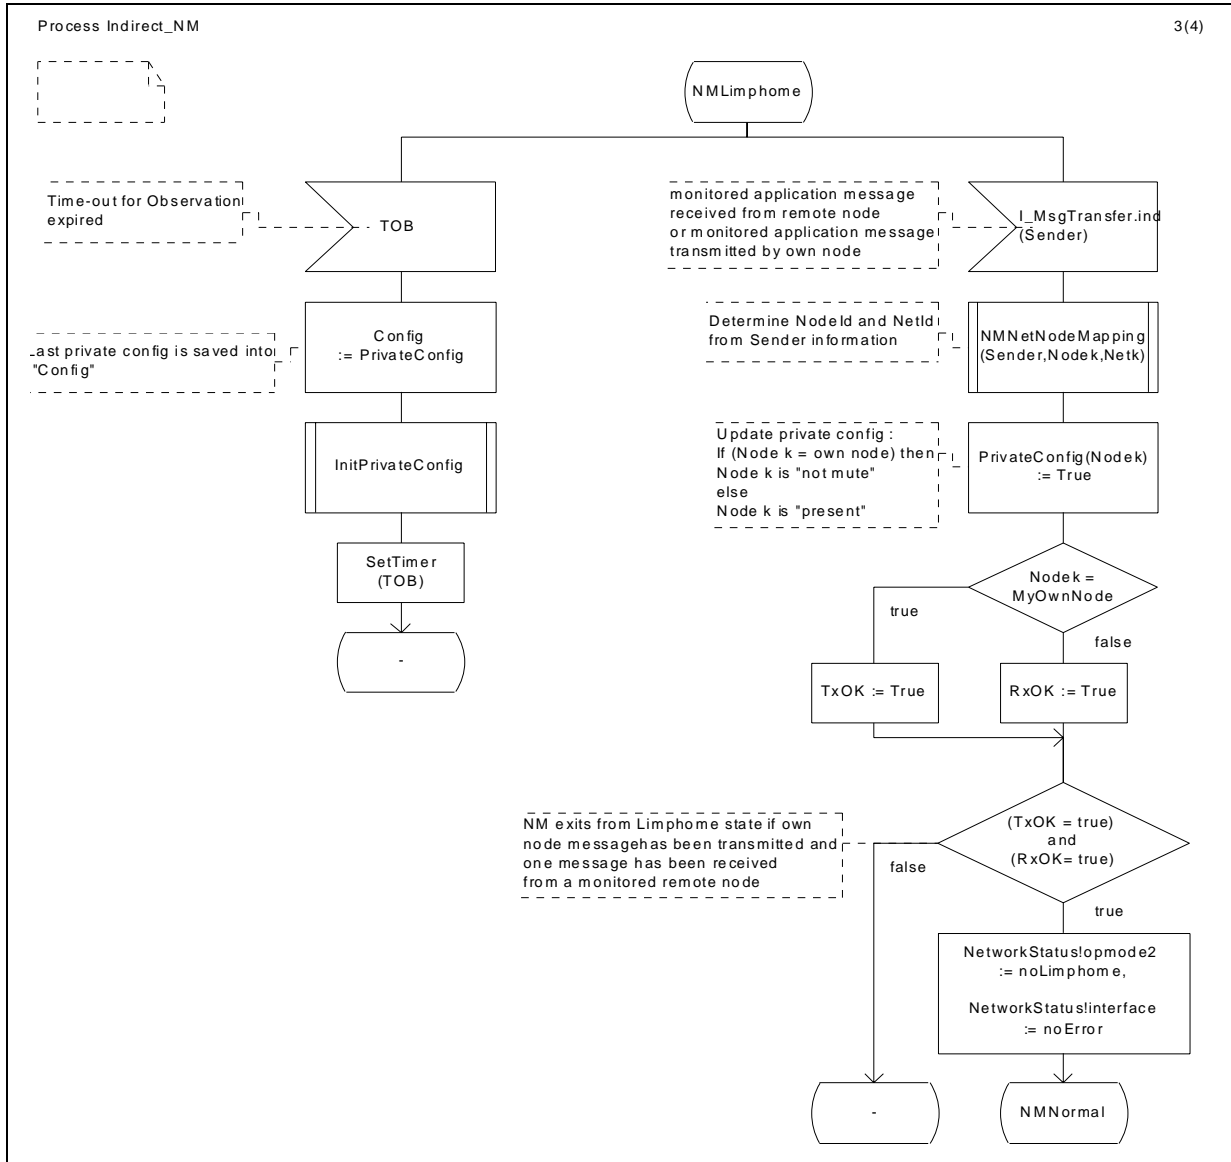 Process Indirect_NM
3(4)
NMLimphome
Time-out for Observation
expired
TOB
Config
:= PrivateConfig
Last private config is saved into
"Config"
InitPrivateConfig
SetTimer
(TOB)
-
monitored application message
received from remote node
or monitored application message
transmitted by own node
I_MsgTransfer.ind
(Sender)
Determine NodeId and NetId
from Sender information
NMNetNodeMapping
(Sender,Nodek,Netk)
Update private config :
If (Node k = own node) then
Node k is "not mute"
else
Node k is "present"
PrivateConfig(Nodek)
:= True
Nodek =
MyOwnNode
true
false
TxOK := True
RxOK := True
NM exits from Limphome state if own
node messagehas been transmitted and
one message has been received
from a monitored remote node
(TxOK = true)
and
(RxOK= true)
false
true
NetworkStatus!opmode2
:= noLimphome,
NetworkStatus!interface
:= noError
-
NMNormal